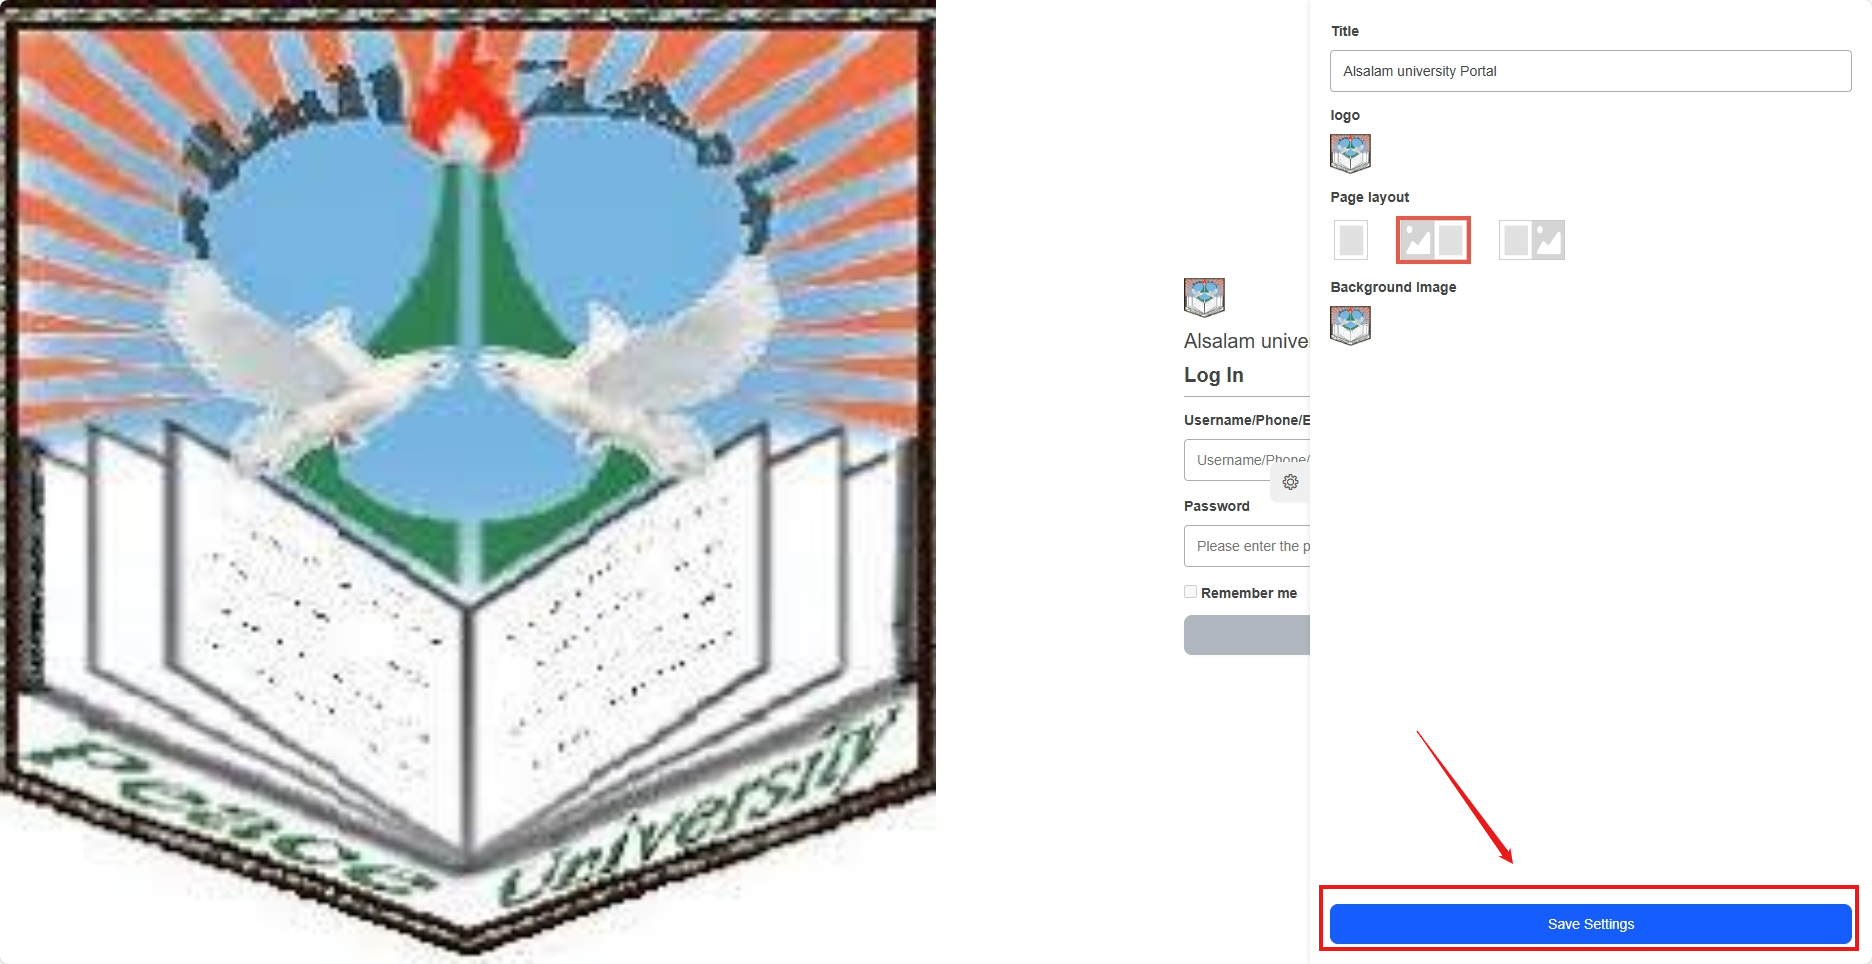 Peace University
Alsalam unive
Log In
Username/Phone/E
Username/Phone/
Password
Please enter the p
Remember me
Title
Alsalam university Portal
logo
Page layout
Background Image
Save Settings